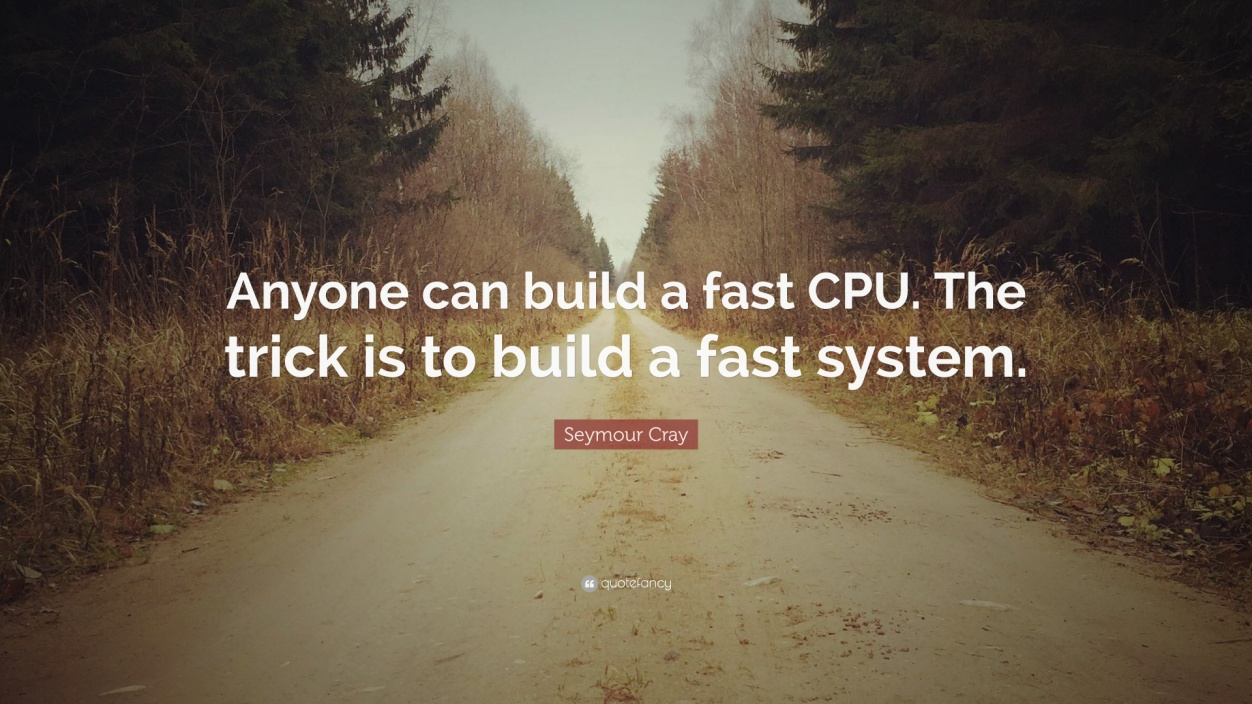 Anyone can build a fast CPU. The
trick is to build a fast system.
Seymour Cray
quotefancy